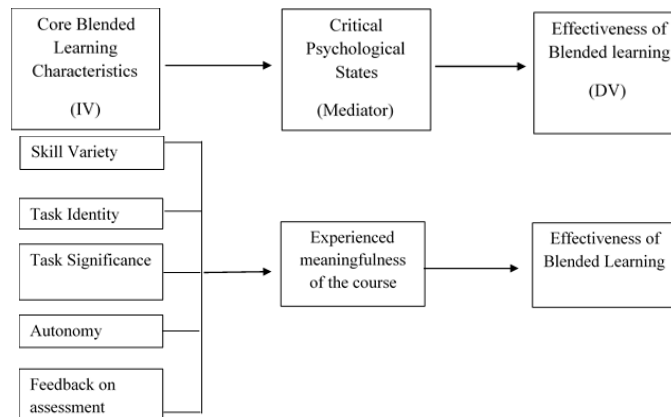 Core Blended
Learning
Characteristics
(IV)
Critical
Psychological
States
(Mediator)
Effectiveness of
Blended learning
(DV)
Skill Variety
Task Identity
Task Significance
Autonomy
Feedback on
assessment
Experienced
meaningfulness
of the course
Effectiveness of
Blended Learning